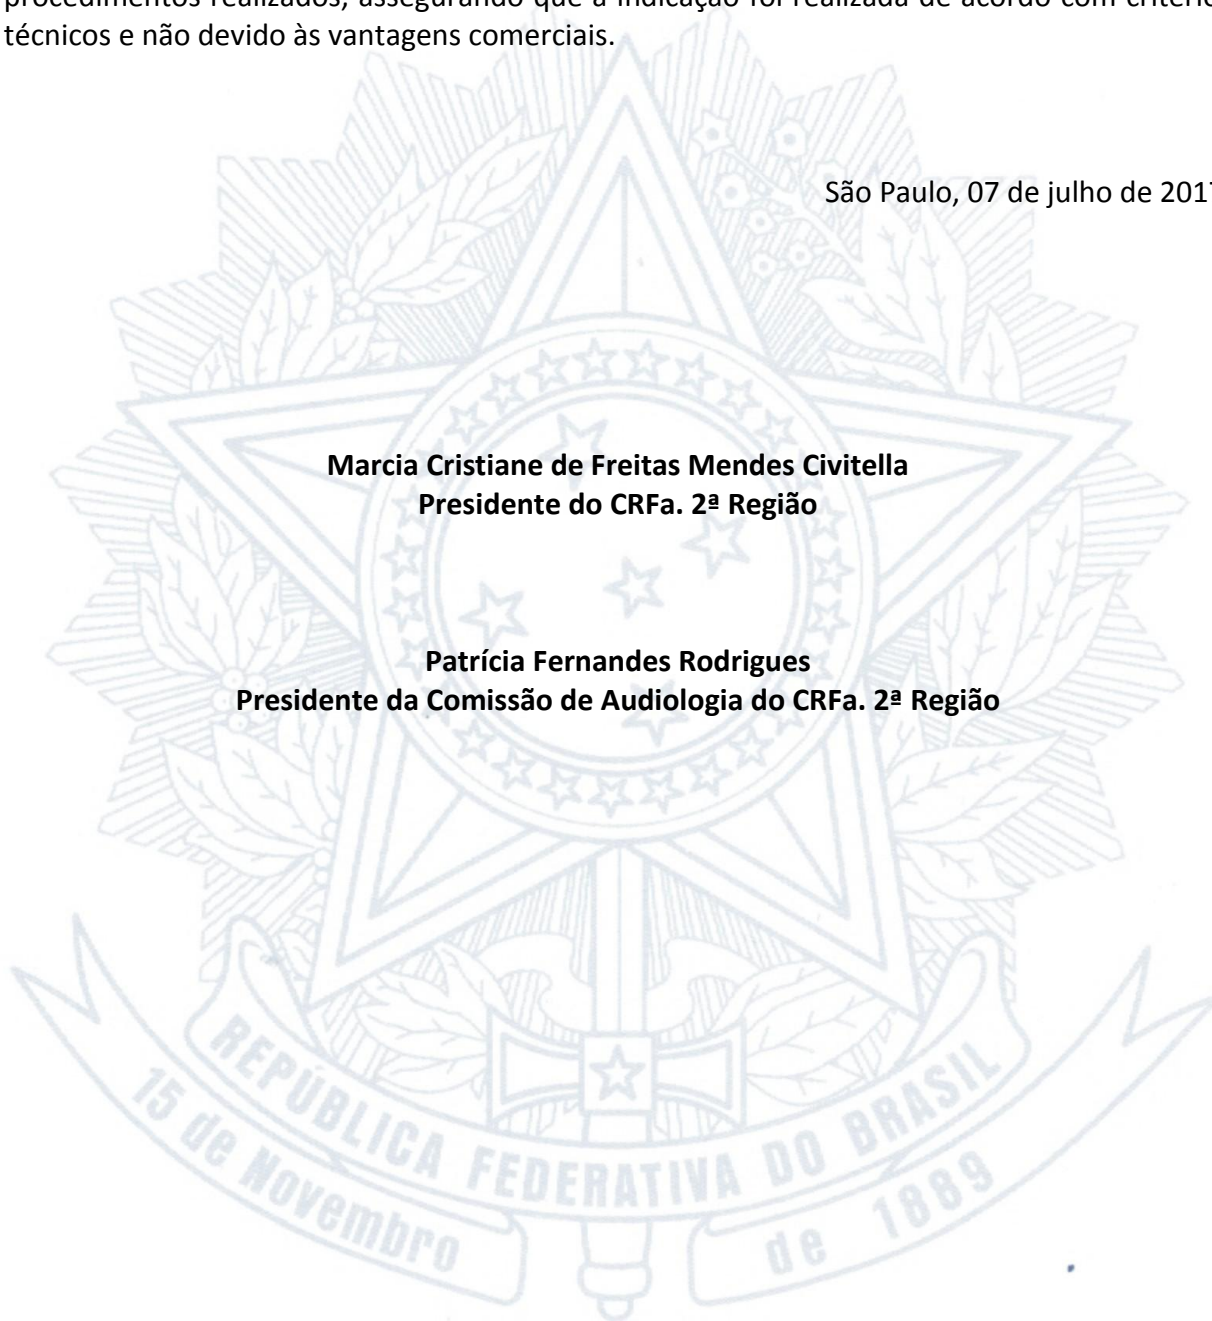 procedimentos realizados, assegurando que a indicação foi realizada de acordo com critério
técnicos e não devido às vantagens comerciais.
São Paulo, 07 de julho de 2017
Marcia Cristiane de Freitas Mendes Civitella
Presidente do CRFa. 2ª Região
Patrícia Fernandes Rodrigues
Presidente da Comissão de Audiologia do CRFa. 2ª Região
REPÚBLICA FEDERATIVA DO BRASIL
15 de Novembro de 1889